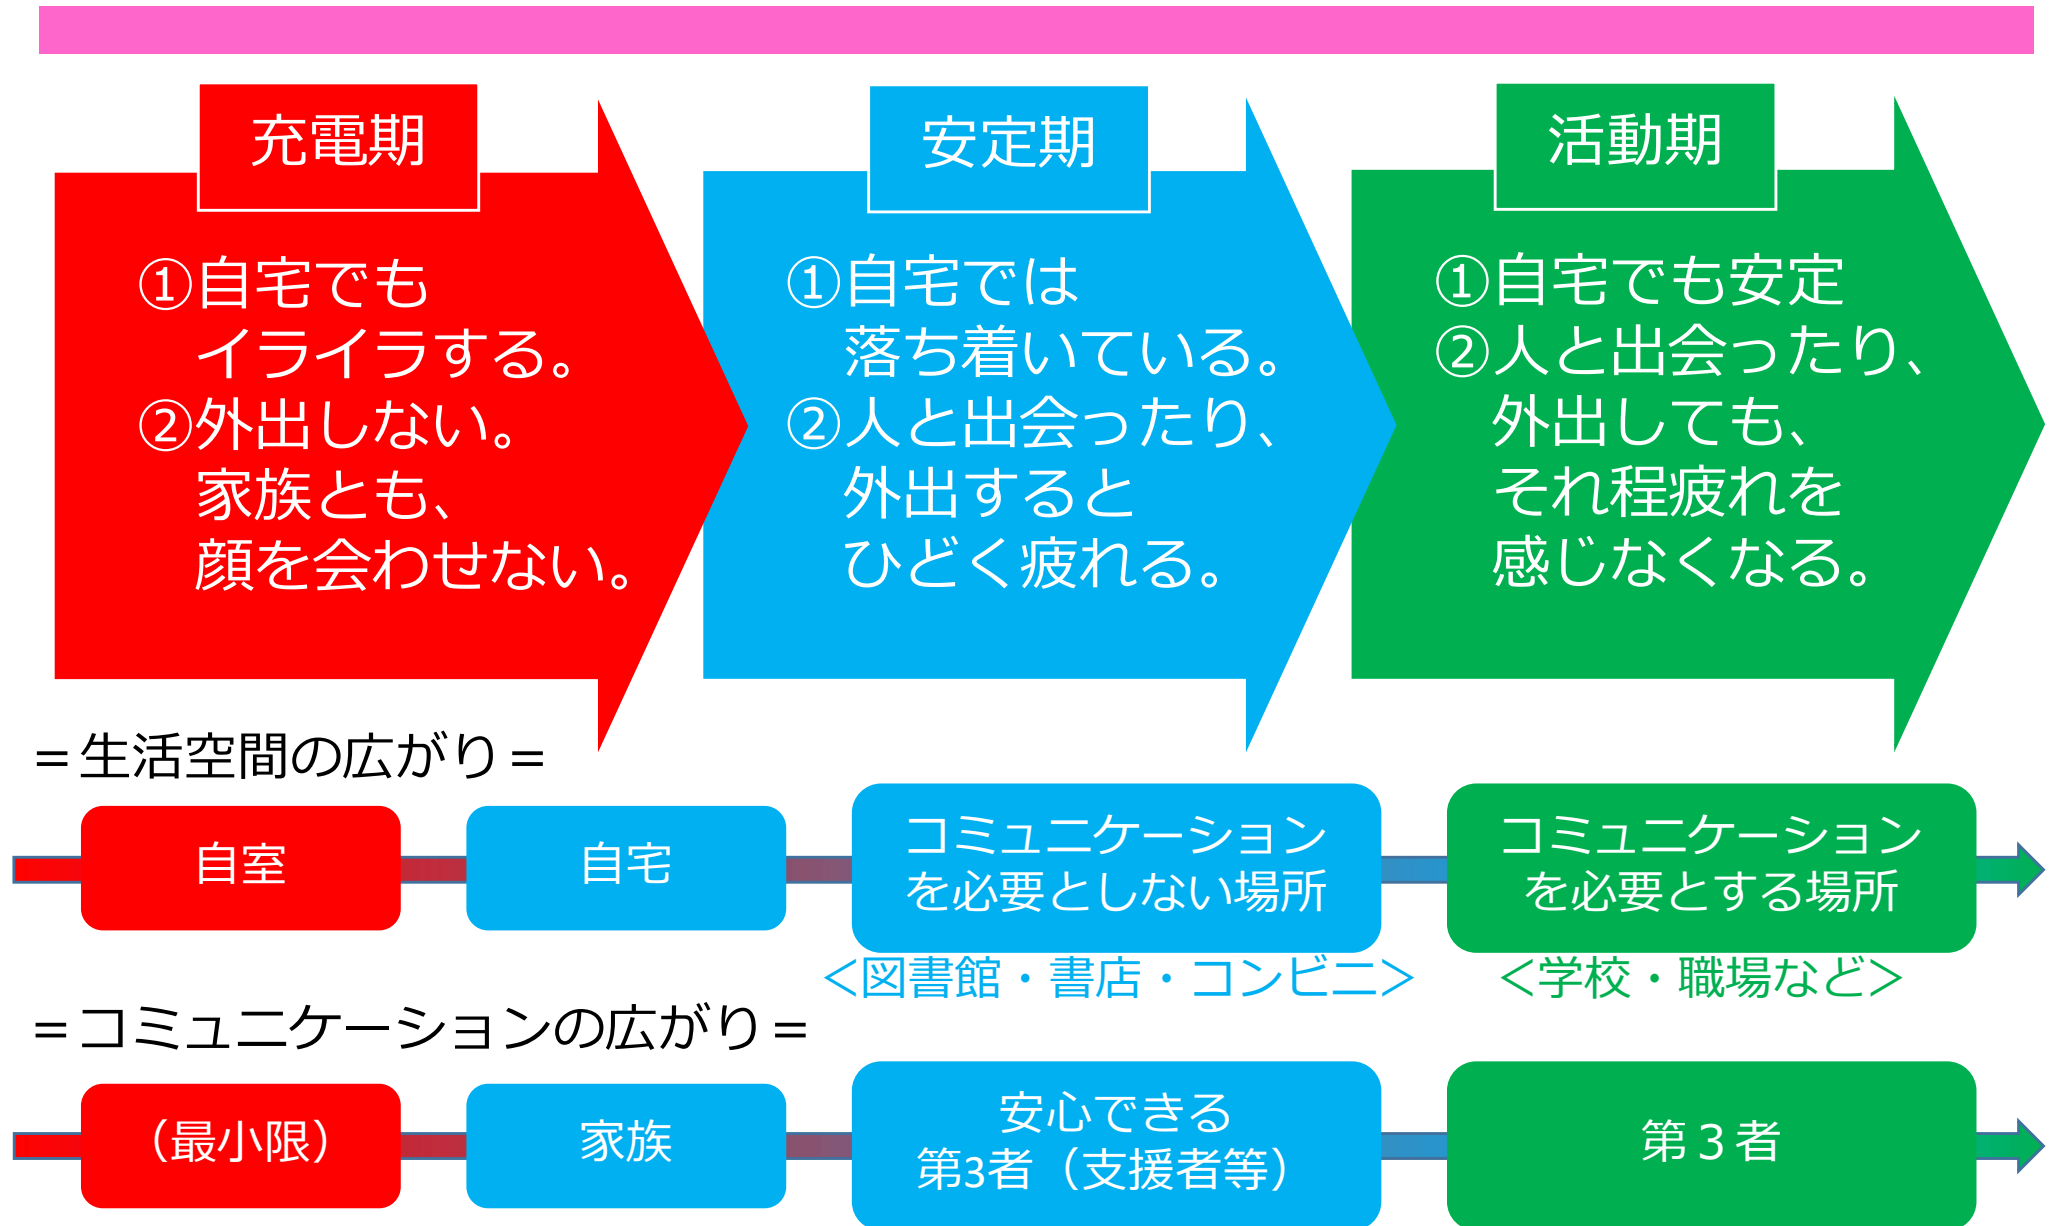 充電期
①自宅でも
イライラする。
②外出しない。
家族とも、
顔を会わせない。
安定期
①自宅では
落ち着いている。
②人と出会ったり、
外出すると
ひどく疲れる。
活動期
①自宅でも安定
②人と出会ったり、
外出しても、
それ程疲れを
感じなくなる。
＝生活空間の広がり＝
自室
自宅
コミュニケーション
を必要としない場所
コミュニケーション
を必要とする場所
＜図書館・書店・コンビニ＞
＜学校・職場など＞
＝コミュニケーションの広がり＝
（最小限）
家族
安心できる
第3者（支援者等）
第３者